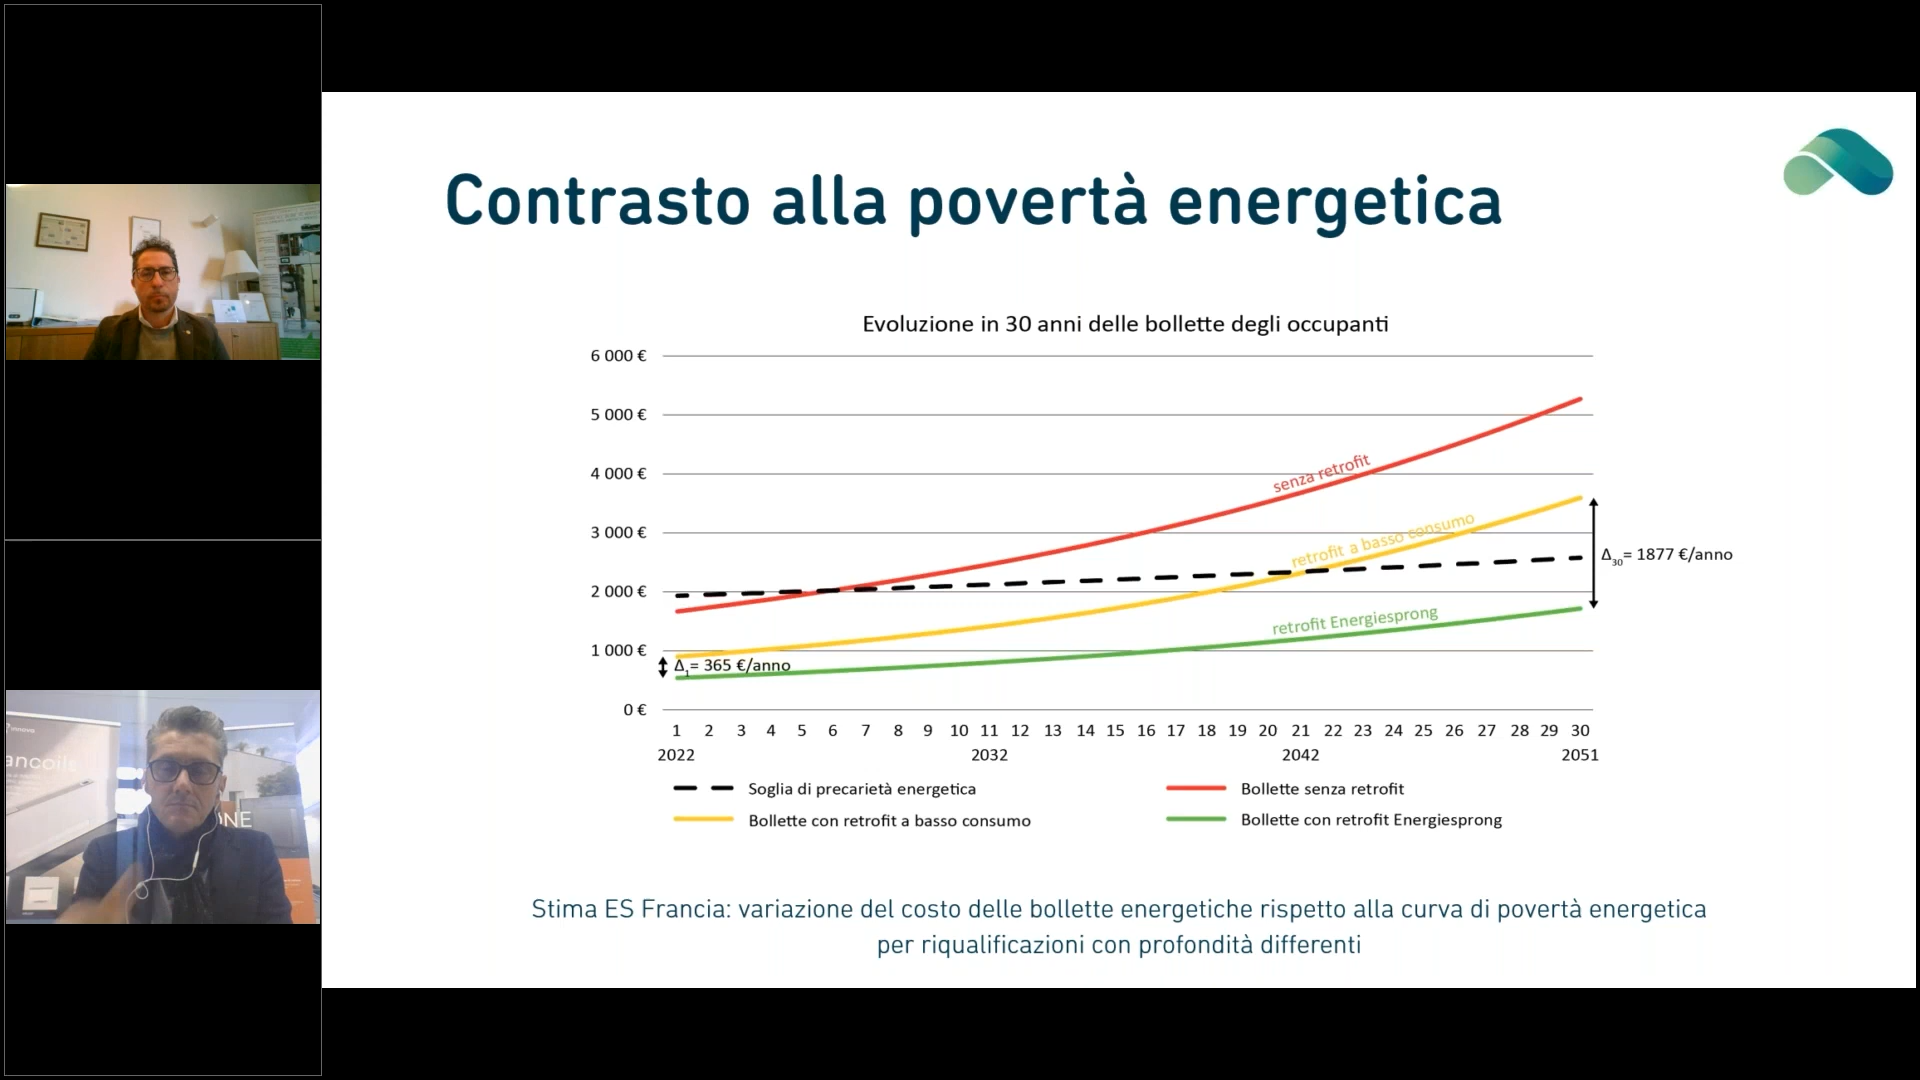 Contrasto alla povertà energetica
Evoluzione in 30 anni delle bollette degli occupanti
6 000 €
5 000 €
4 000 €
3 000 €
2 000 €
1 000 €
0 €
senza retrofit
retrofit a basso consumo
retrofit Energiesprong
Δ30= 1877 €/anno
Δ1= 365 €/anno
1 2 3 4 5 6 7 8 9 10 11 12 13 14 15 16 17 18 19 20 21 22 23 24 25 26 27 28 29 30
2022 2032 2042 2051
Soglia di precarietà energetica
Bollette senza retrofit
Bollette con retrofit a basso consumo
Bollette con retrofit Energiesprong
Stima ES Francia: variazione del costo delle bollette energetiche rispetto alla curva di povertà energetica
per riqualificazioni con profondità differenti
innova
ancoils